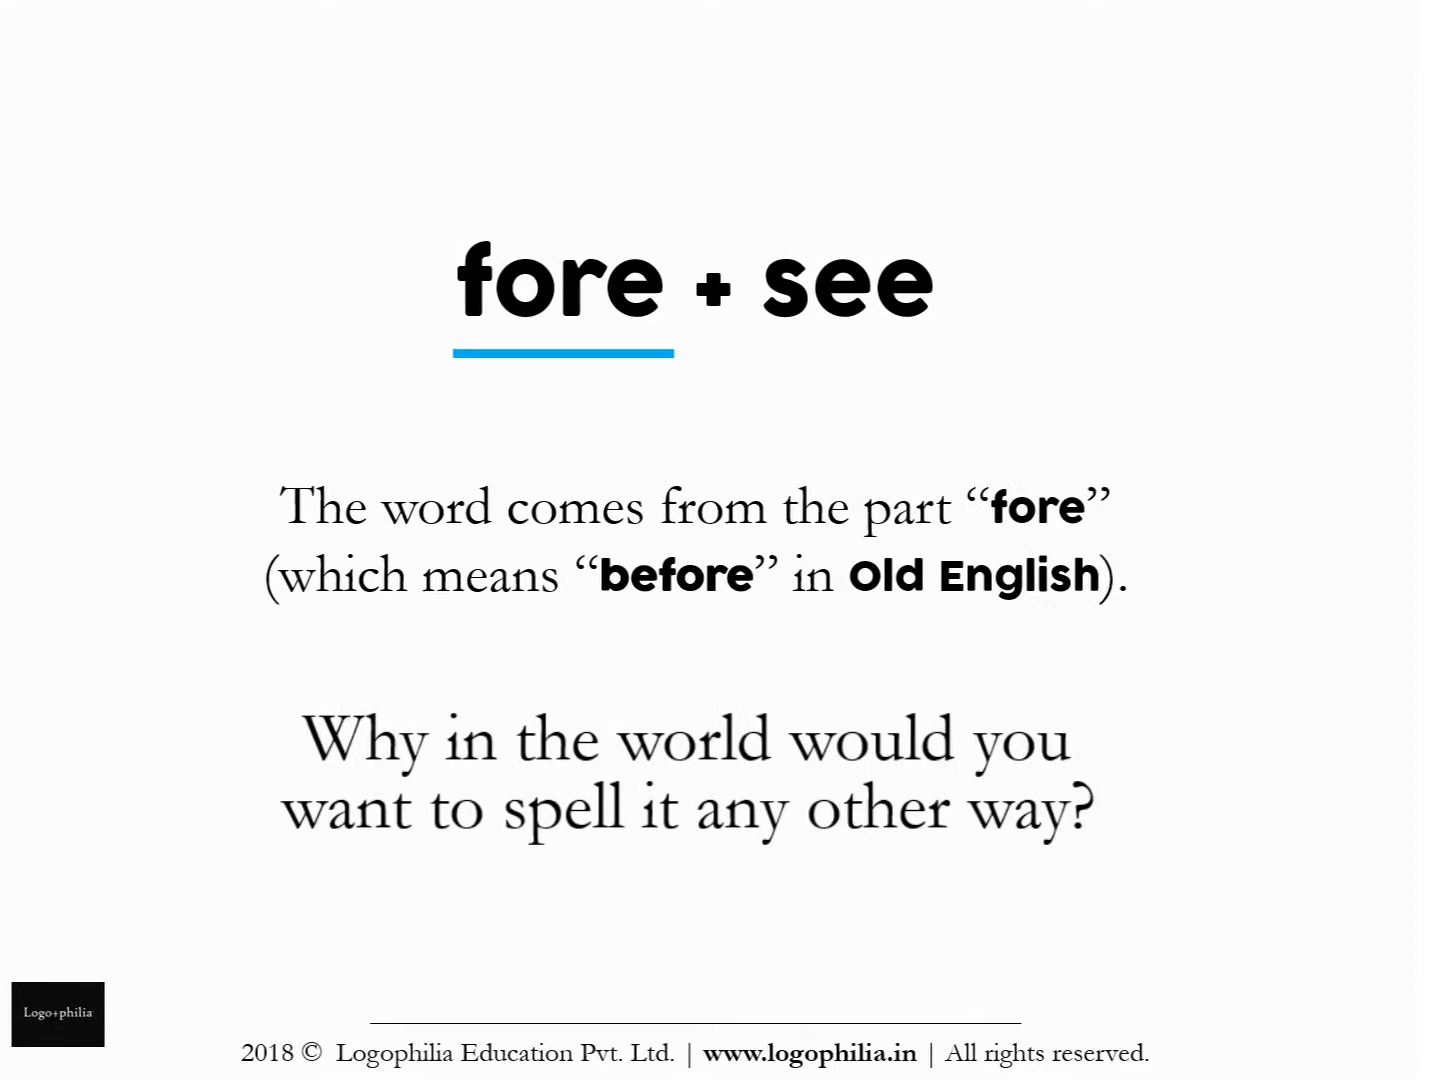 fore + see
The word comes from the part “fore”
(which means “before” in Old English).
Why in the world would you
want to spell it any other way?
Logo+philia
2018 © Logophilia Education Pvt. Ltd. | www.logophilia.in | All rights reserved.